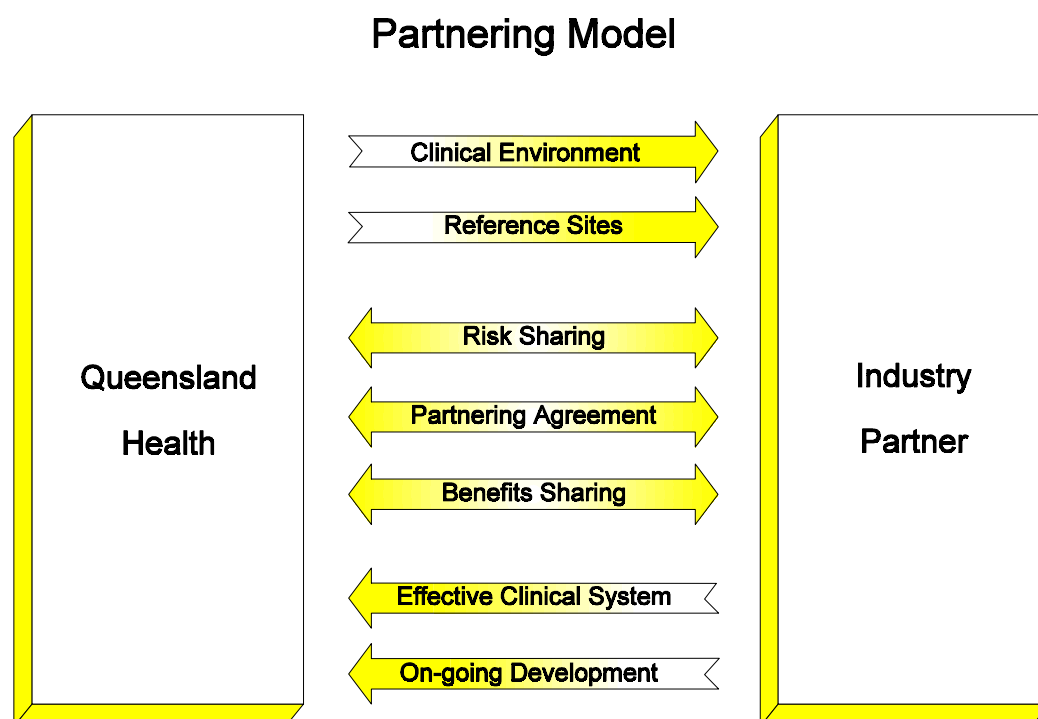 Partnering Model
Clinical Environment
Reference Sites
Risk Sharing
Queensland
Health
Partnering Agreement
Benefits Sharing
Industry
Partner
Effective Clinical System
On-going Development